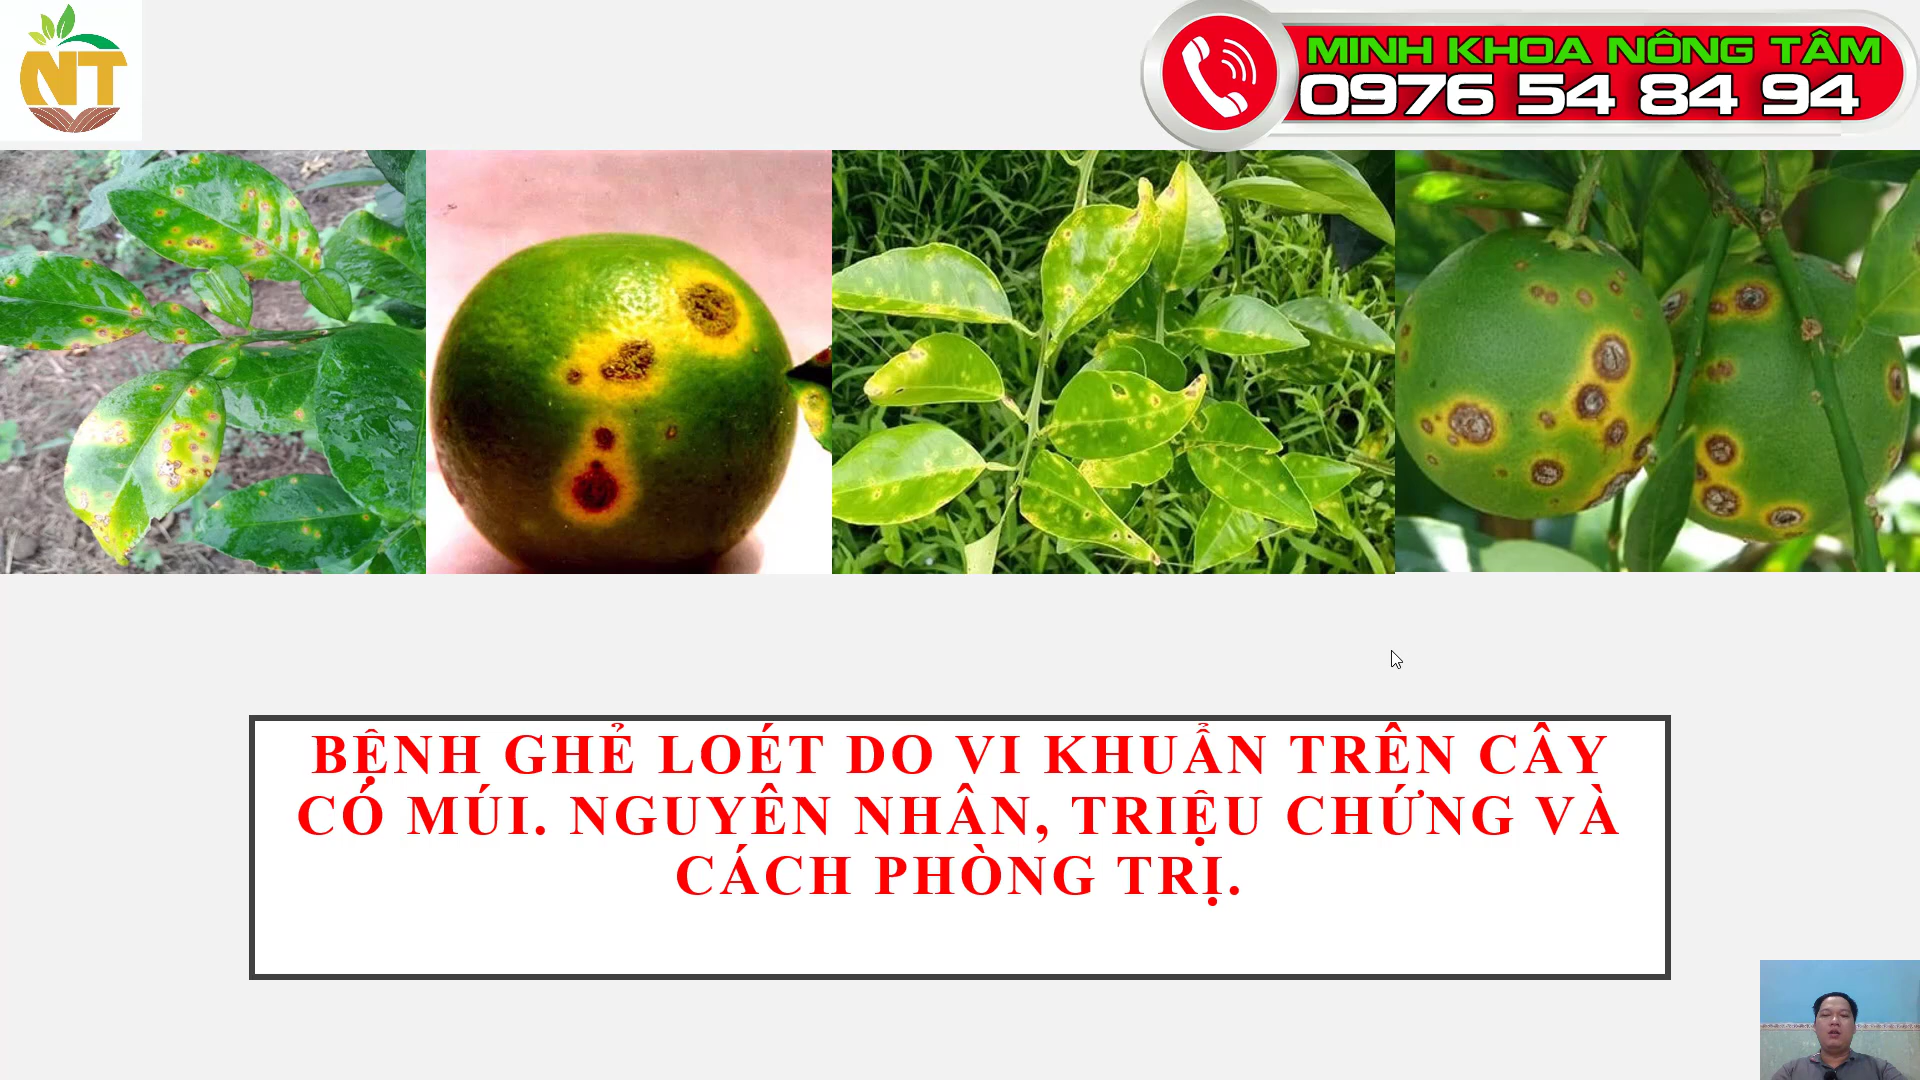 NT
MINH KHOA NÔNG TÂM
0976 54 84 94
BỆNH GHẺ LOÉT DO VI KHUẨN TRÊN CÂY
CÓ MÚI. NGUYÊN NHÂN, TRIỆU CHỨNG VÀ
CÁCH PHÒNG TRỊ.